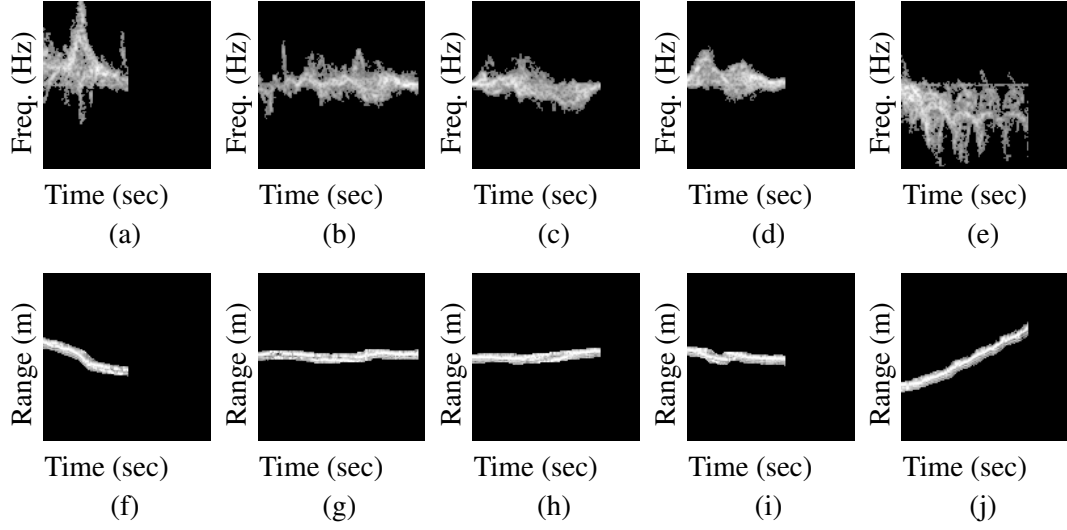 Freq. (Hz) Freq. (Hz) Freq. (Hz) Freq. (Hz) Freq. (Hz)
Time (sec) Time (sec) Time (sec) Time (sec) Time (sec)
(a) (b) (c) (d) (e)
Range (m) Range (m) Range (m) Range (m) Range (m)
Time (sec) Time (sec) Time (sec) Time (sec) Time (sec)
(f) (g) (h) (i) (j)